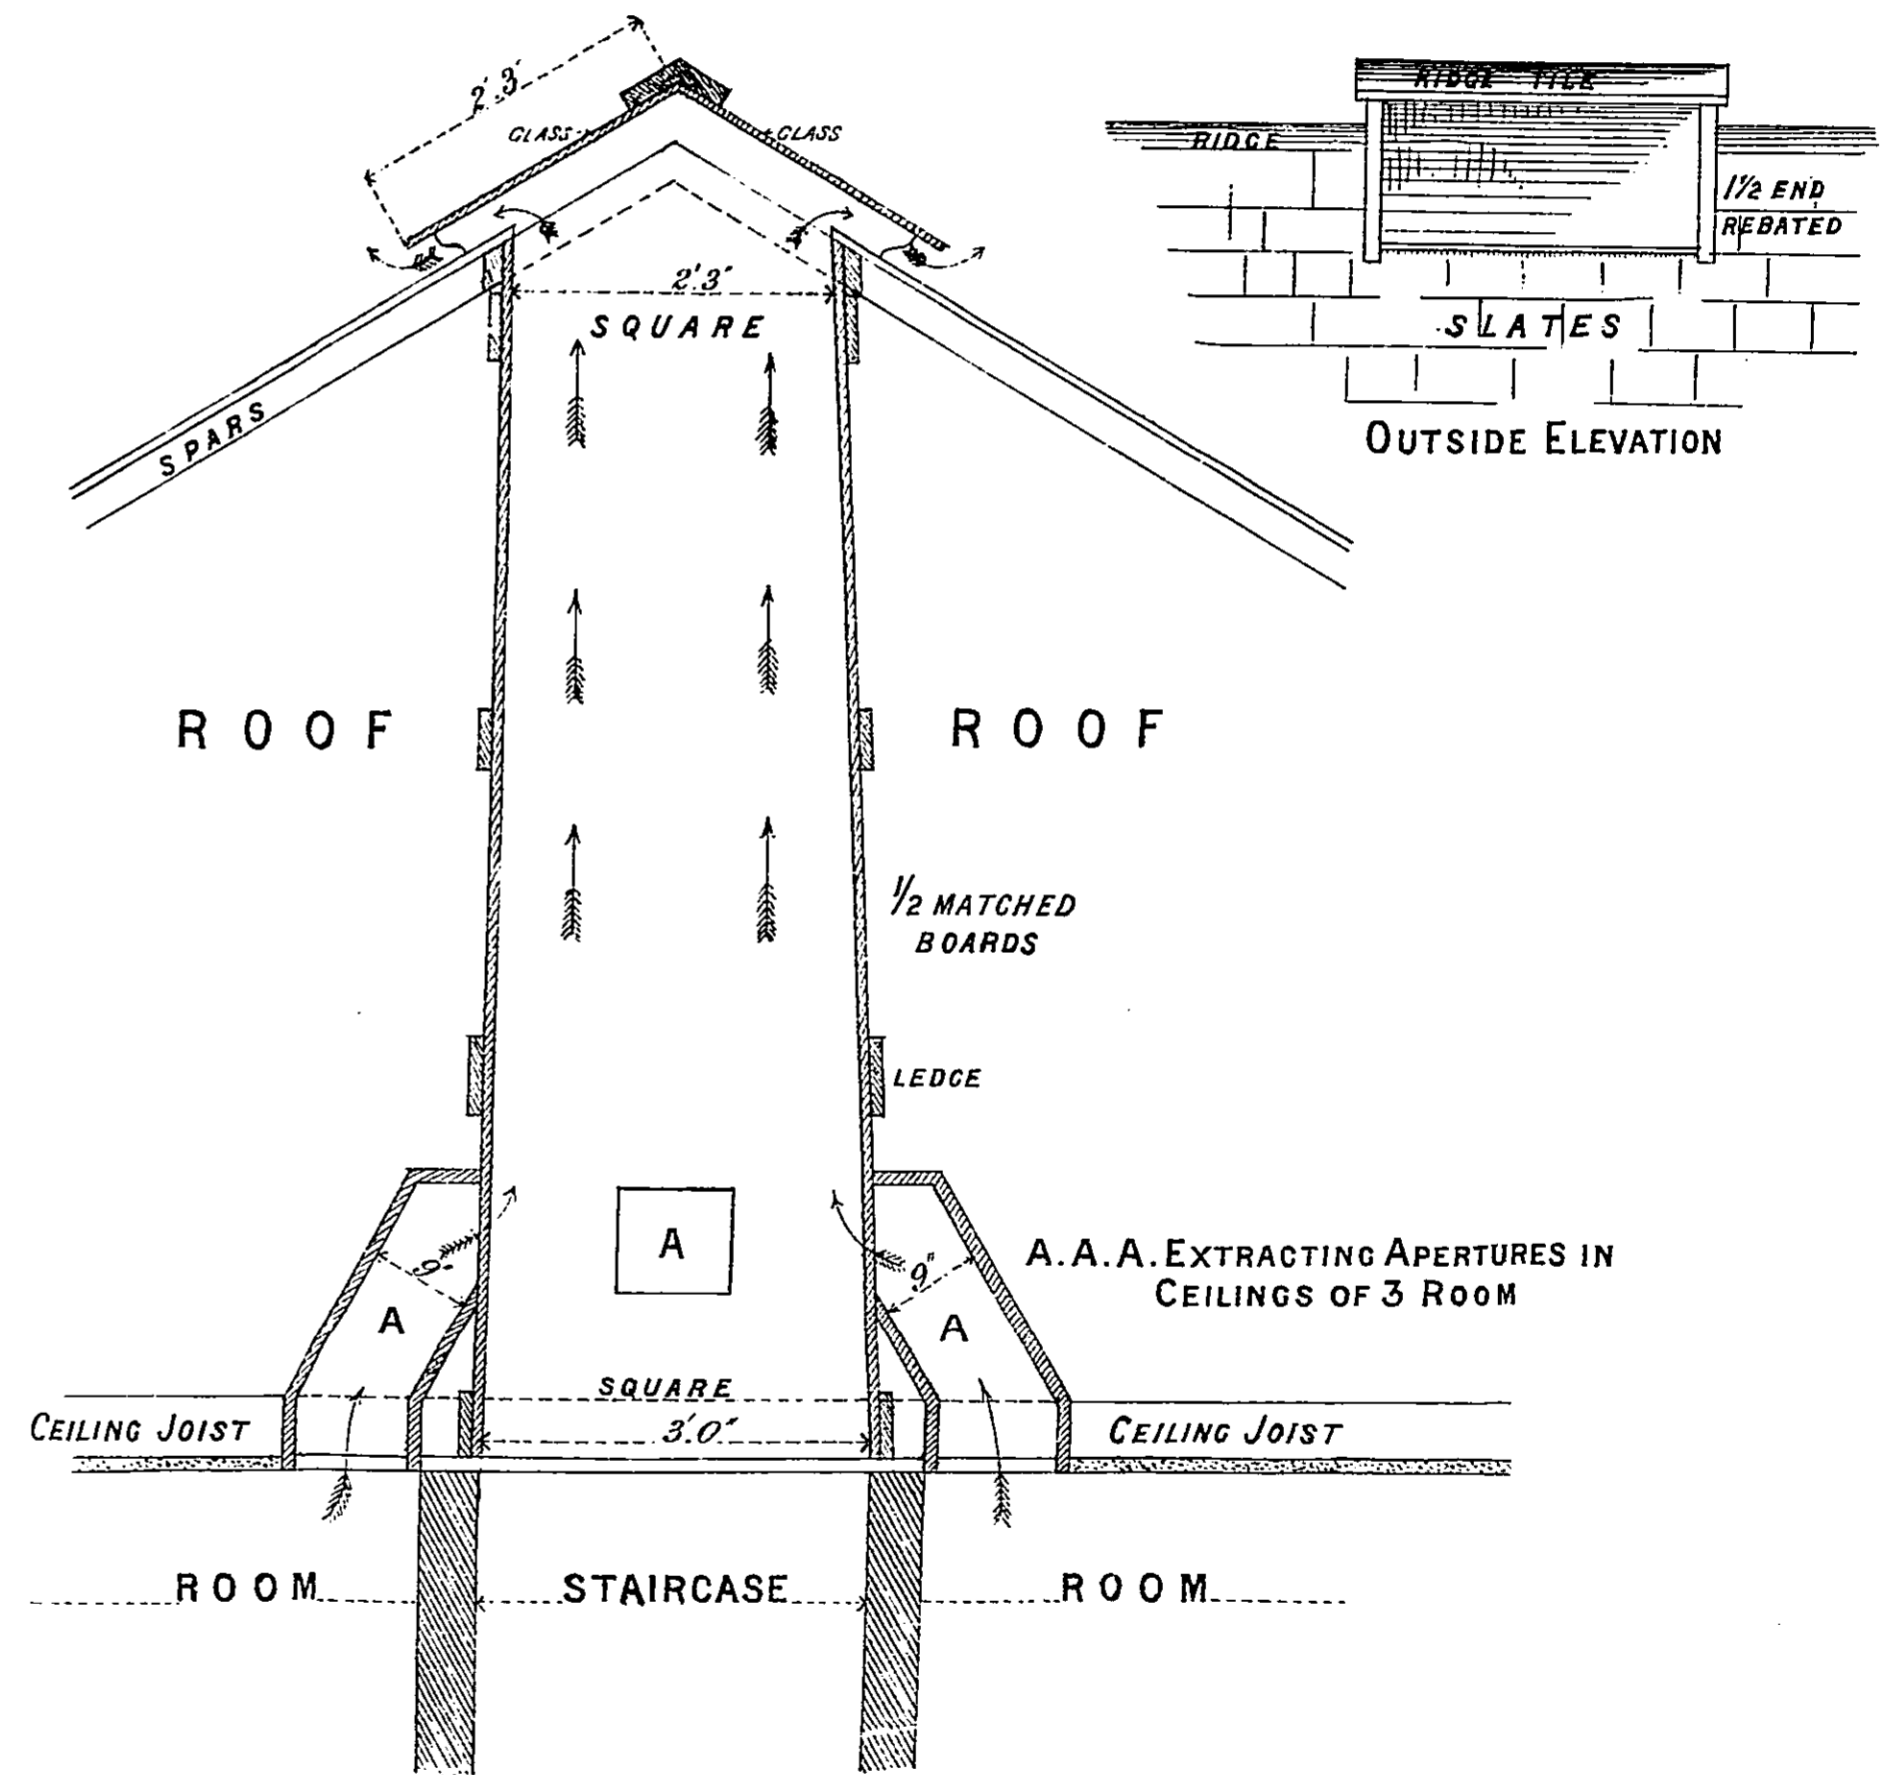 2'.3'
GLASS
GLASS
RIDGE TILE
RIDGE
1½ END
REBATED
2'.3"
SQUARE
SLATES
OUTSIDE ELEVATION
SPARS
ROOF
ROOF
½ MATCHED
BOARDS
LEDGE
A
9"
9"
A
A
A.A.A. EXTRACTING APERTURES IN
CEILINGS OF 3 ROOM
SQUARE
CEILING JOIST
3'.0"
CEILING JOIST
ROOM
STAIRCASE
ROOM